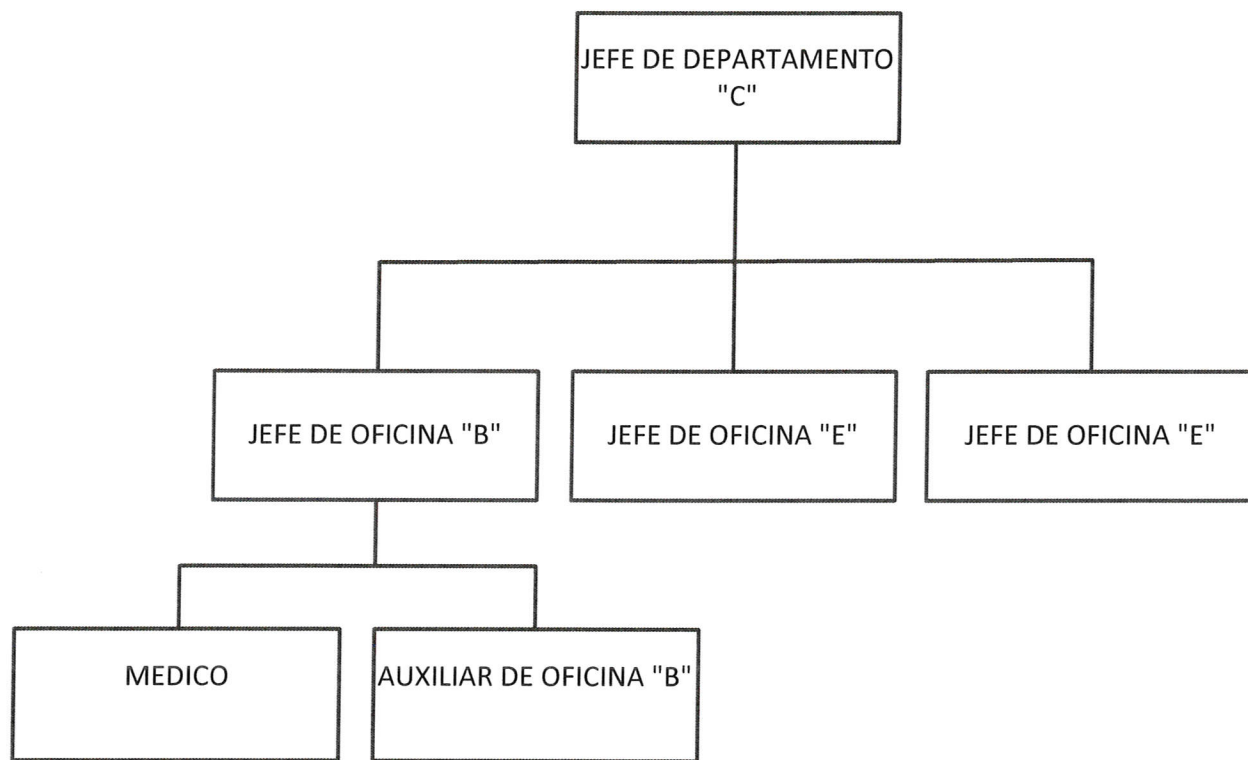 JEFE DE DEPARTAMENTO
"C"
JEFE DE OFICINA "B"
JEFE DE OFICINA "E"
JEFE DE OFICINA "E"
MEDICO
AUXILIAR DE OFICINA "B"